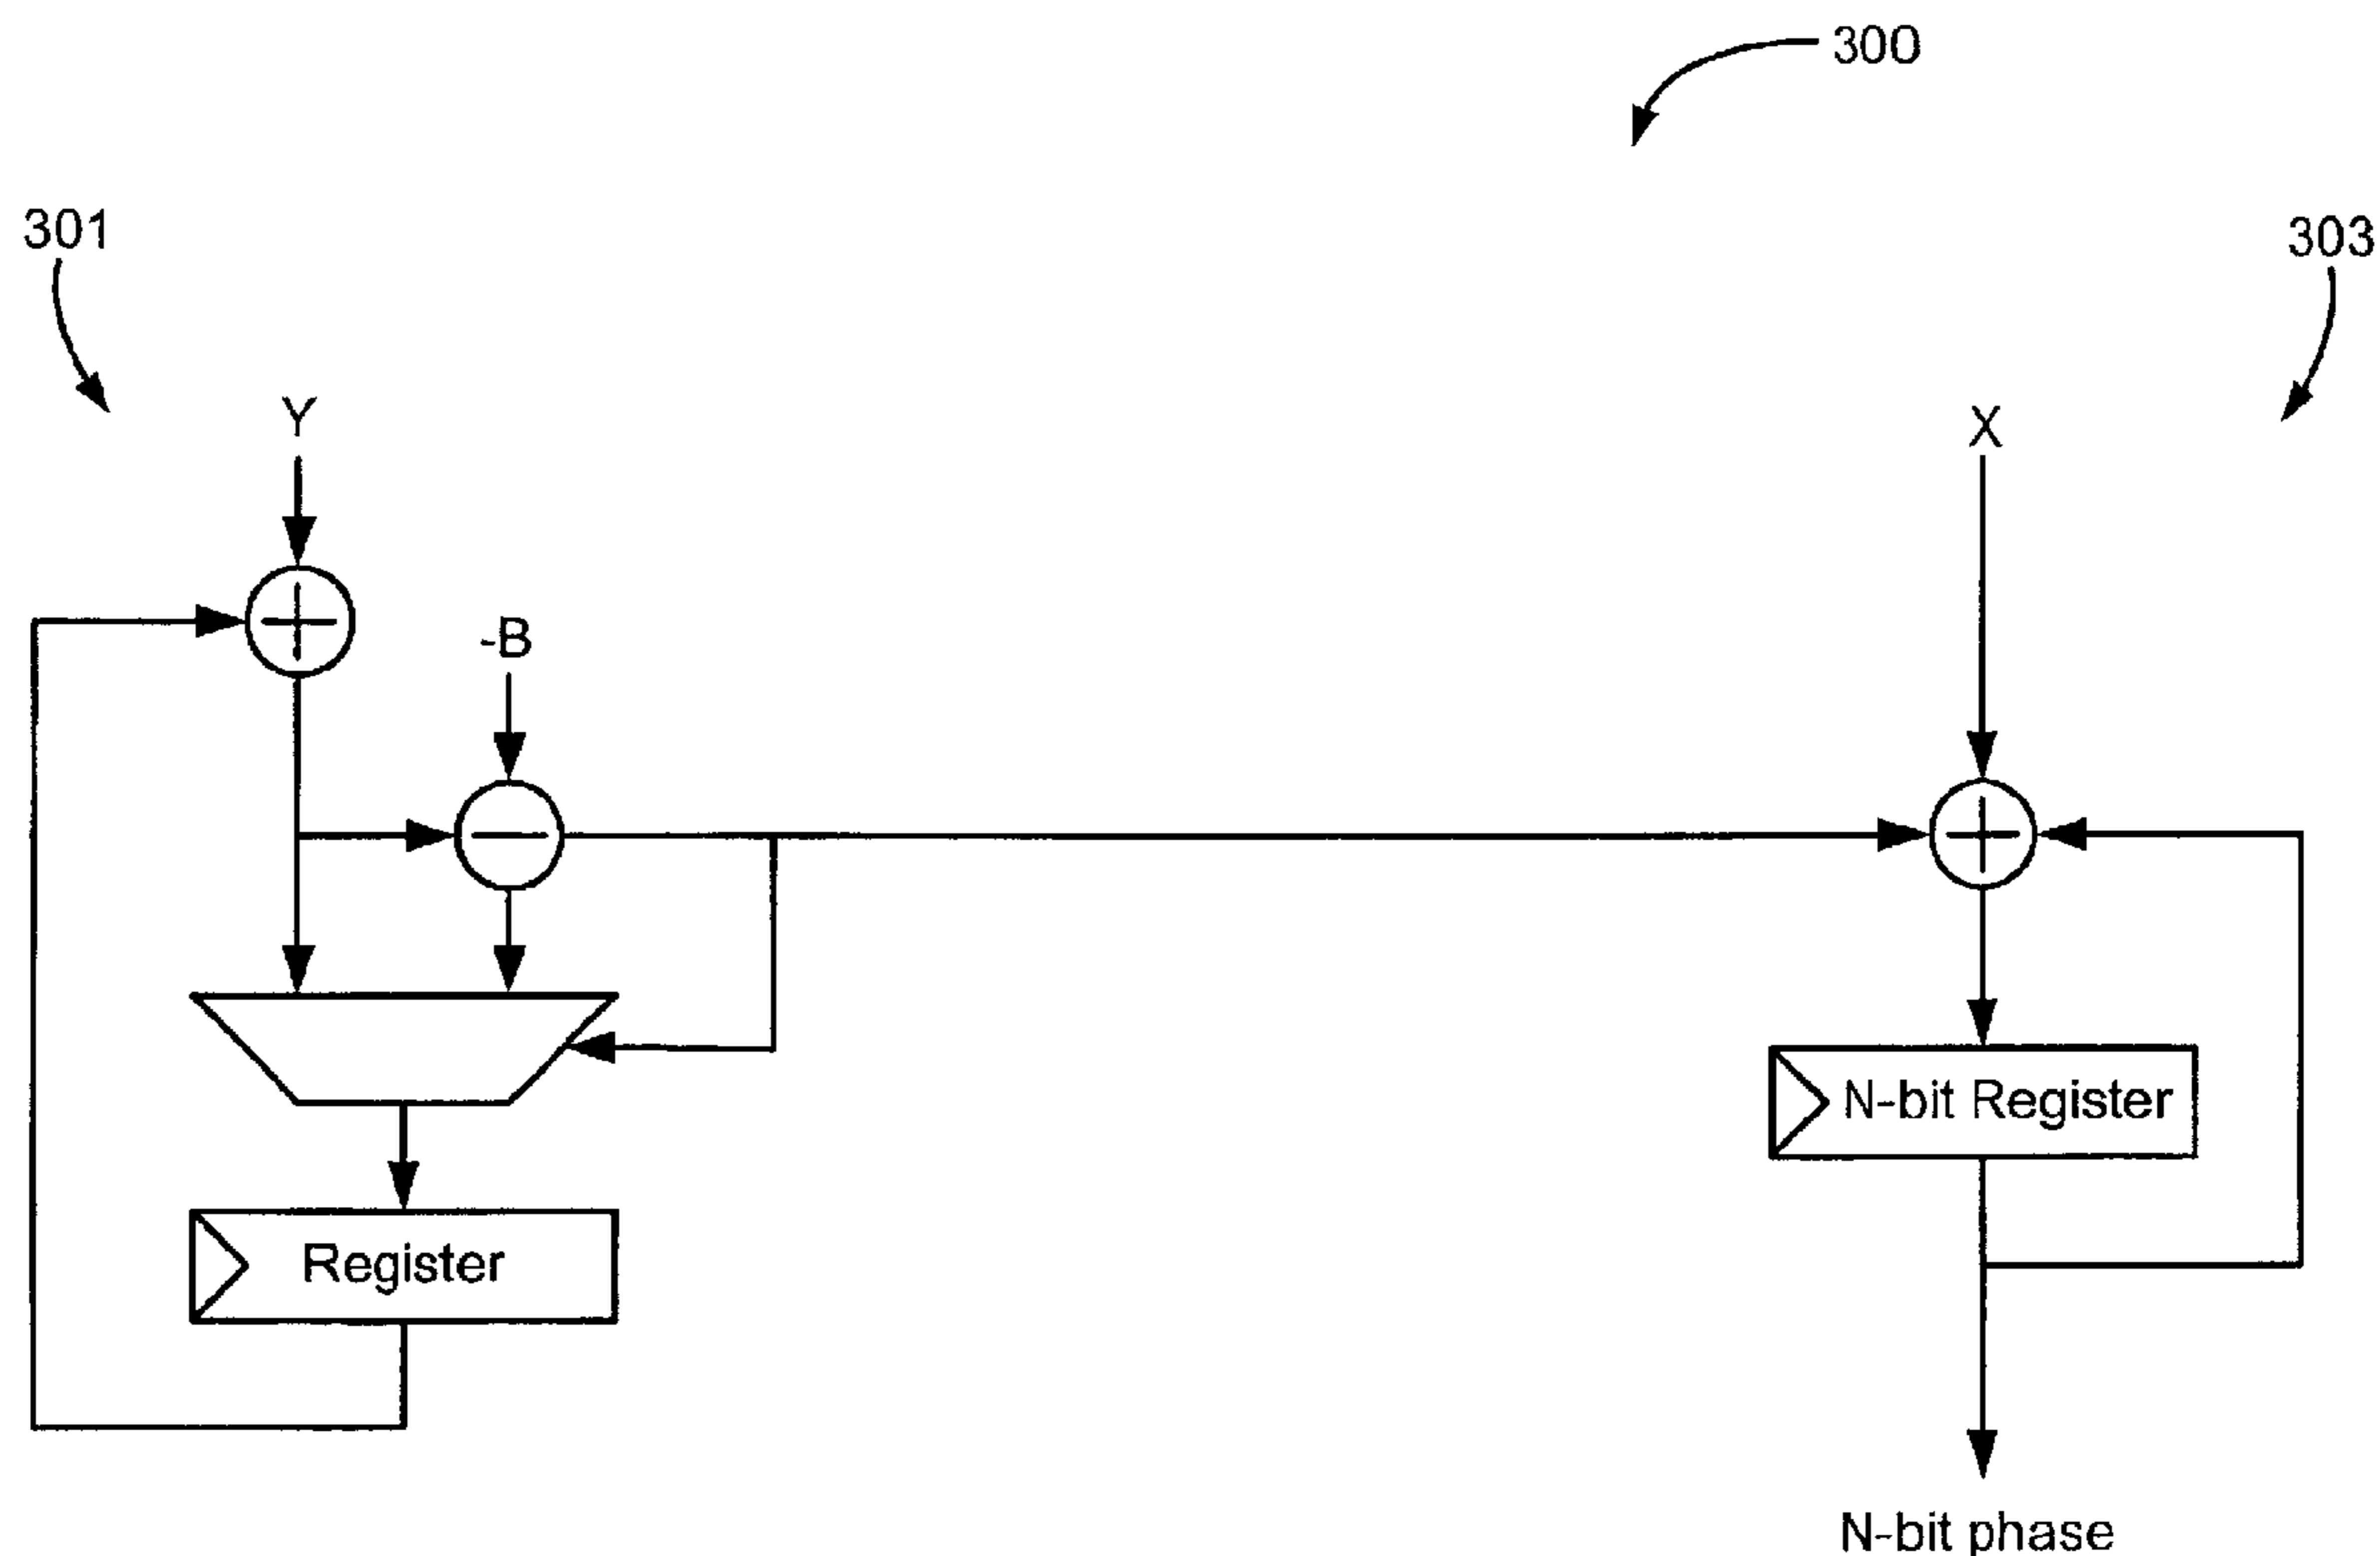 300
301
303
Y
X
-B
N-bit Register
Register
N-bit phase